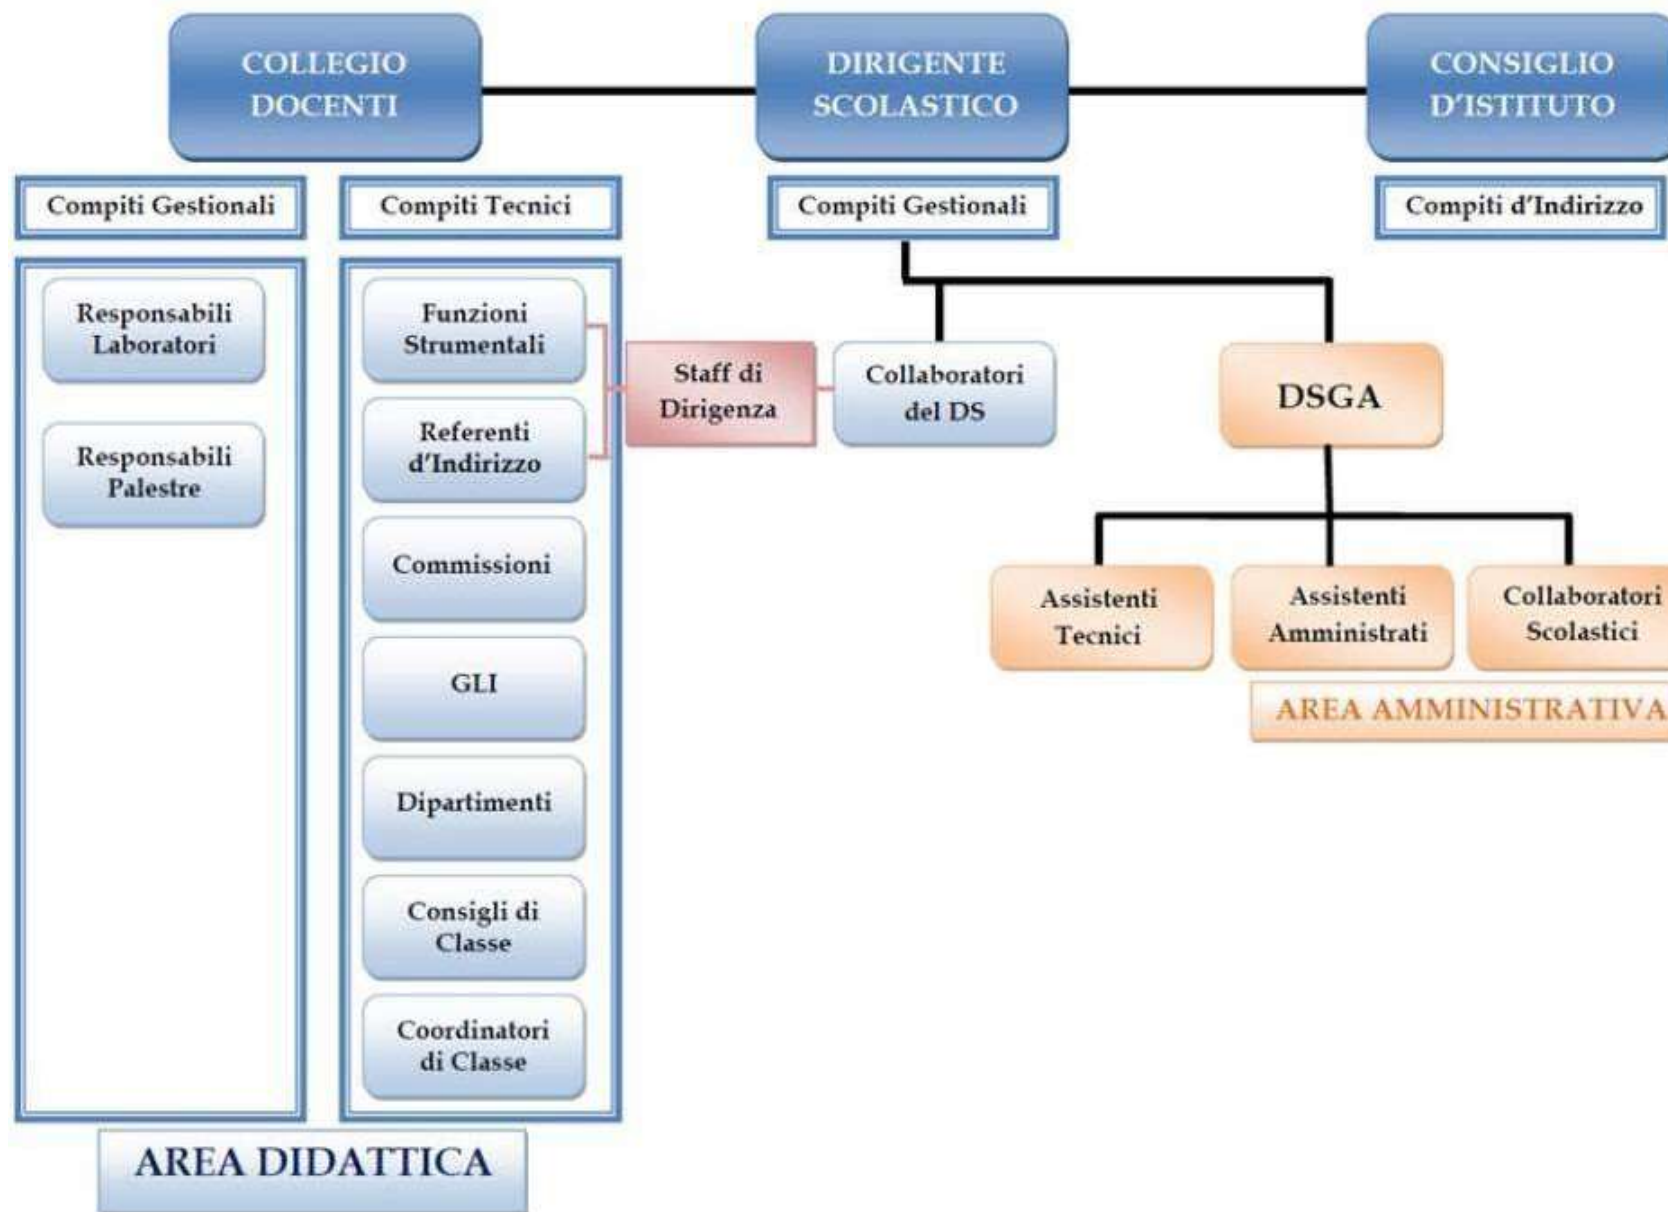 COLLEGIO
DOCENTI
DIRIGENTE
SCOLASTICO
CONSIGLIO
D'ISTITUTO
Compiti Gestionali
Compiti Tecnici
Compiti Gestionali
Compiti d'Indirizzo
Responsabili
Laboratori
Responsabili
Palestre
Funzioni
Strumentali
Referenti
d'Indirizzo
Commissioni
GLI
Dipartimenti
Consigli di
Classe
Coordinatori
di Classe
Staff di
Dirigenza
Collaboratori
del DS
DSGA
Assistenti
Tecnici
Assistenti
Amministrati
Collaboratori
Scolastici
AREA AMMINISTRATIVA
AREA DIDATTICA